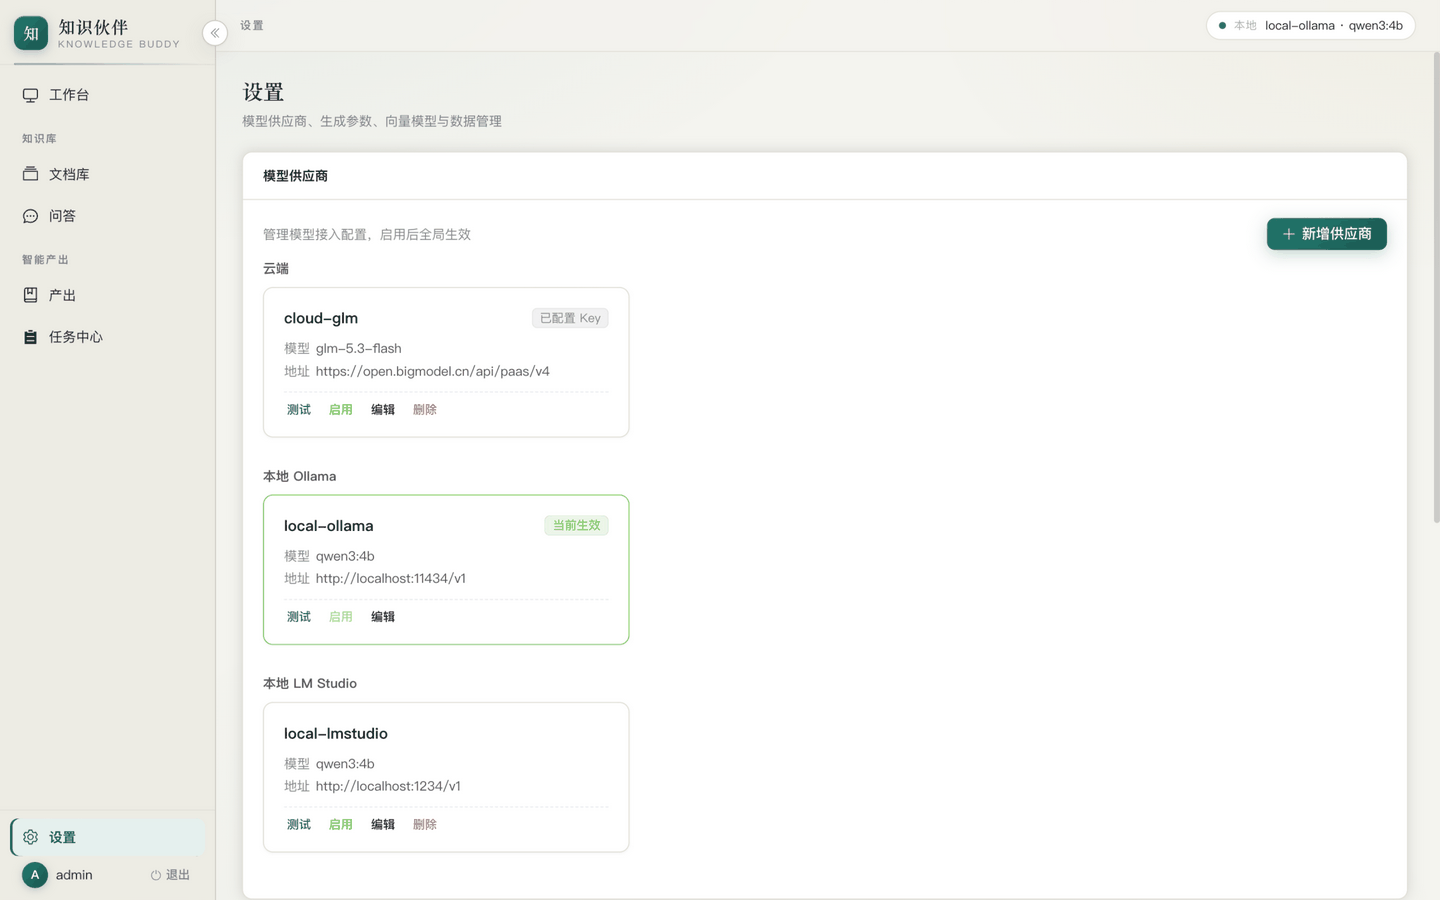 知
知识伙伴
KNOWLEDGE BUDDY
工作台
知识库
文档库
问答
智能产出
产出
任务中心
设置
A
admin
退出
设置
本地 local-ollama · qwen3:4b
设置
模型供应商、生成参数、向量模型与数据管理
模型供应商
管理模型接入配置，启用后全局生效
新增供应商
云端
cloud-glm
已配置 Key
模型 glm-5.3-flash
地址 https://open.bigmodel.cn/api/paas/v4
测试 启用 编辑 删除
本地 Ollama
local-ollama
当前生效
模型 qwen3:4b
地址 http://localhost:11434/v1
测试 启用 编辑
本地 LM Studio
local-lmstudio
模型 qwen3:4b
地址 http://localhost:1234/v1
测试 启用 编辑 删除